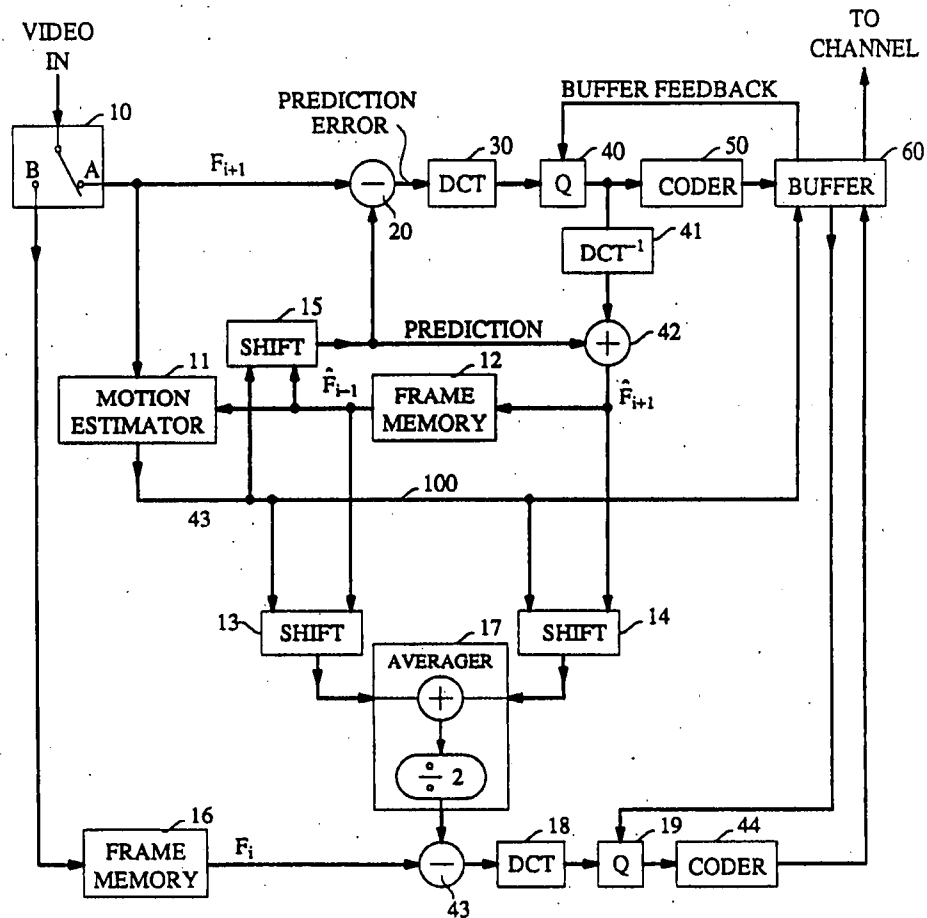 VIDEO
IN
TO
CHANNEL
10
B
A
F_{i+1}
PREDICTION
ERROR
BUFFER FEEDBACK
−
20
30
DCT
40
Q
50
CODER
60
BUFFER
41
DCT^{-1}
15
SHIFT
PREDICTION
+
42
11
MOTION
ESTIMATOR
F̂_{i−1}
12
FRAME
MEMORY
F̂_{i+1}
100
43
13
SHIFT
14
SHIFT
17
AVERAGER
+
÷ 2
16
FRAME
MEMORY
F_i
−
43
18
DCT
19
Q
44
CODER